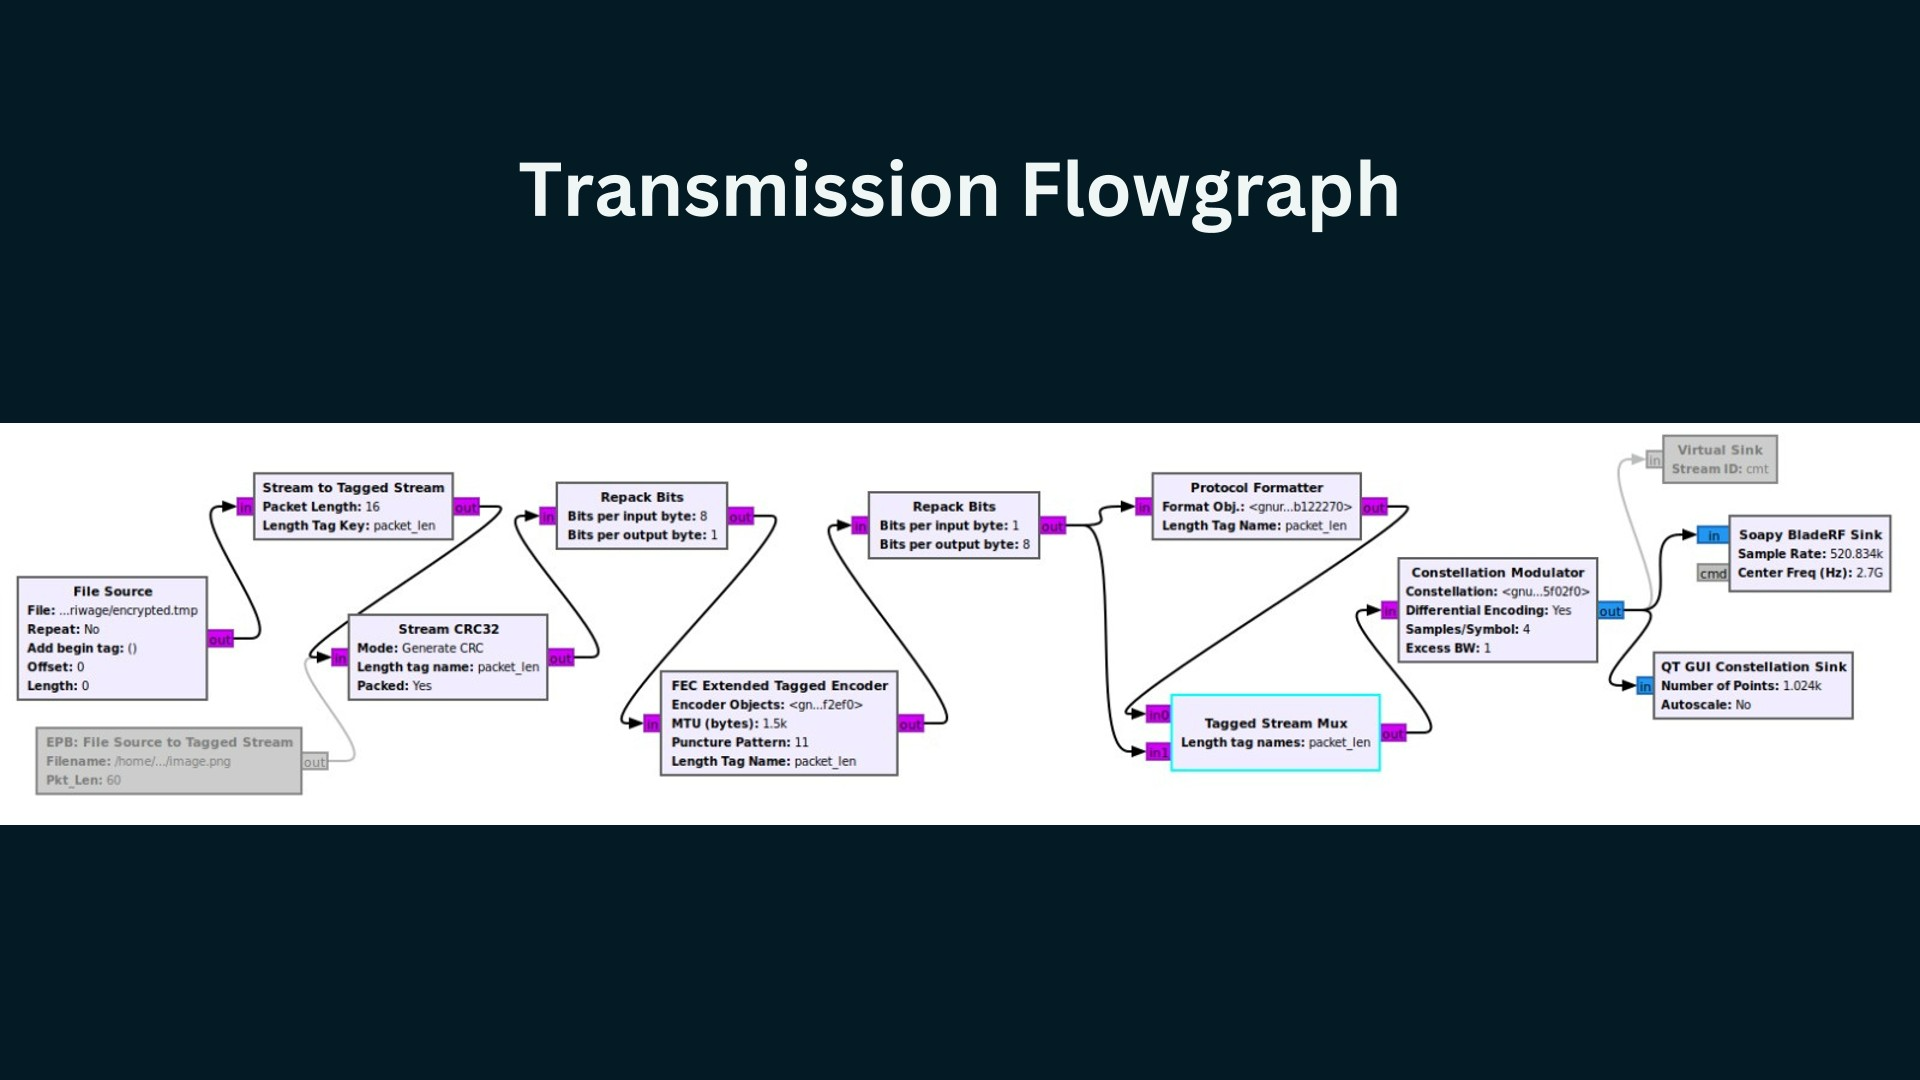 Transmission Flowgraph
File Source
File: ...riwage/encrypted.tmp
Repeat: No
Add begin tag: ()
Offset: 0
Length: 0
out
EPB: File Source to Tagged Stream
Filename: /home/.../image.png
Pkt_Len: 60
out
in
Stream to Tagged Stream
Packet Length: 16
Length Tag Key: packet_len
out
in
Stream CRC32
Mode: Generate CRC
Length tag name: packet_len
Packed: Yes
out
in
Repack Bits
Bits per input byte: 8
Bits per output byte: 1
out
in
FEC Extended Tagged Encoder
Encoder Objects: <gn...f2ef0>
MTU (bytes): 1.5k
Puncture Pattern: 11
Length Tag Name: packet_len
out
in
Repack Bits
Bits per input byte: 1
Bits per output byte: 8
out
in
Protocol Formatter
Format Obj.: <gnur...b122270>
Length Tag Name: packet_len
out
in0
in1
Tagged Stream Mux
Length tag names: packet_len
out
in
Constellation Modulator
Constellation: <gnu...5f02f0>
Differential Encoding: Yes
Samples/Symbol: 4
Excess BW: 1
out
in
Virtual Sink
Stream ID: cmt
in
cmd
Soapy BladeRF Sink
Sample Rate: 520.834k
Center Freq (Hz): 2.7G
in
QT GUI Constellation Sink
Number of Points: 1.024k
Autoscale: No